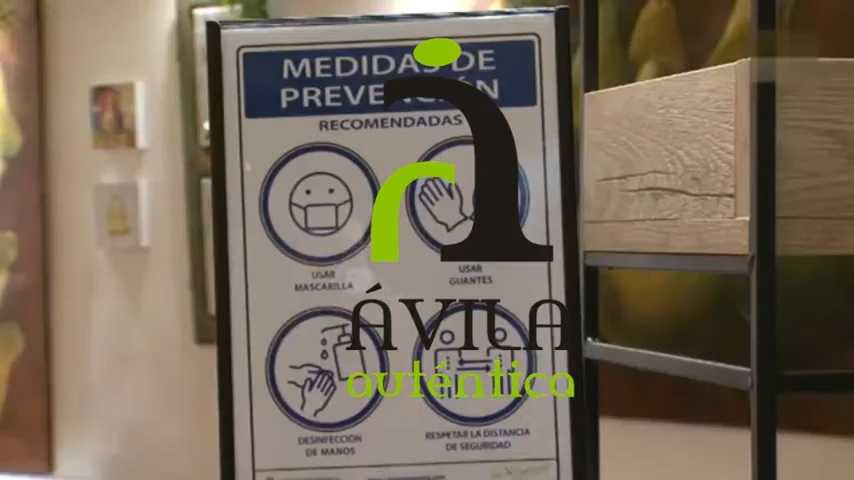 MEDIDAS DE
PREVENCIÓN
RECOMENDADAS
USAR
MASCARILLA
USAR
GUANTES
ÁVILA
auténtica
DESINFECCIÓN
DE MANOS
RESPETAR LA DISTANCIA
DE SEGURIDAD